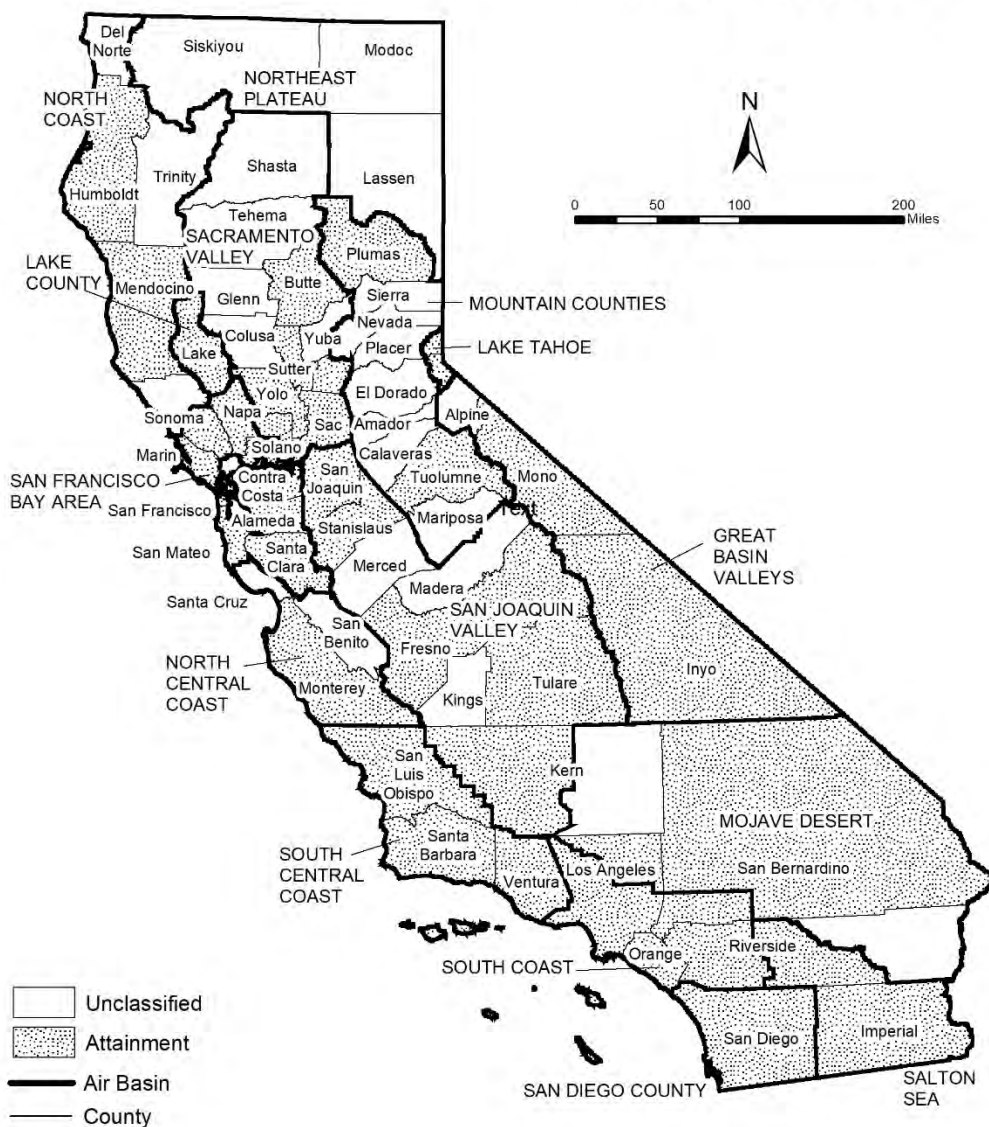 Del
Norte
Siskiyou
Modoc
NORTHEAST
PLATEAU
NORTH
COAST
N
Shasta
Trinity
Lassen
Humboldt
0 50 100 200
Miles
Tehema
SACRAMENTO
VALLEY
Plumas
LAKE
COUNTY
Mendocino
Butte
Glenn
Sierra
MOUNTAIN COUNTIES
Nevada
Colusa
Yuba
Placer
LAKE TAHOE
Lake
Sutter
Yolo
El Dorado
Napa
Alpine
Sonoma
Sac
Amador
Solano
Marin
Calaveras
SAN FRANCISCO
BAY AREA
Contra
Costa
San
Joaquin
Tuolumne
Mono
San Francisco
Text
Alameda
Stanislaus
Mariposa
GREAT
BASIN
VALLEYS
San Mateo
Santa
Clara
Merced
Madera
Santa Cruz
SAN JOAQUIN
VALLEY
San
Benito
Fresno
NORTH
CENTRAL
COAST
Inyo
Monterey
Tulare
Kings
San
Luis
Obispo
Kern
MOJAVE DESERT
Santa
Barbara
SOUTH
CENTRAL
COAST
Los Angeles
San Bernardino
Ventura
Orange
Riverside
SOUTH COAST
Unclassified
Attainment
Air Basin
County
San Diego
Imperial
SAN DIEGO COUNTY
SALTON
SEA